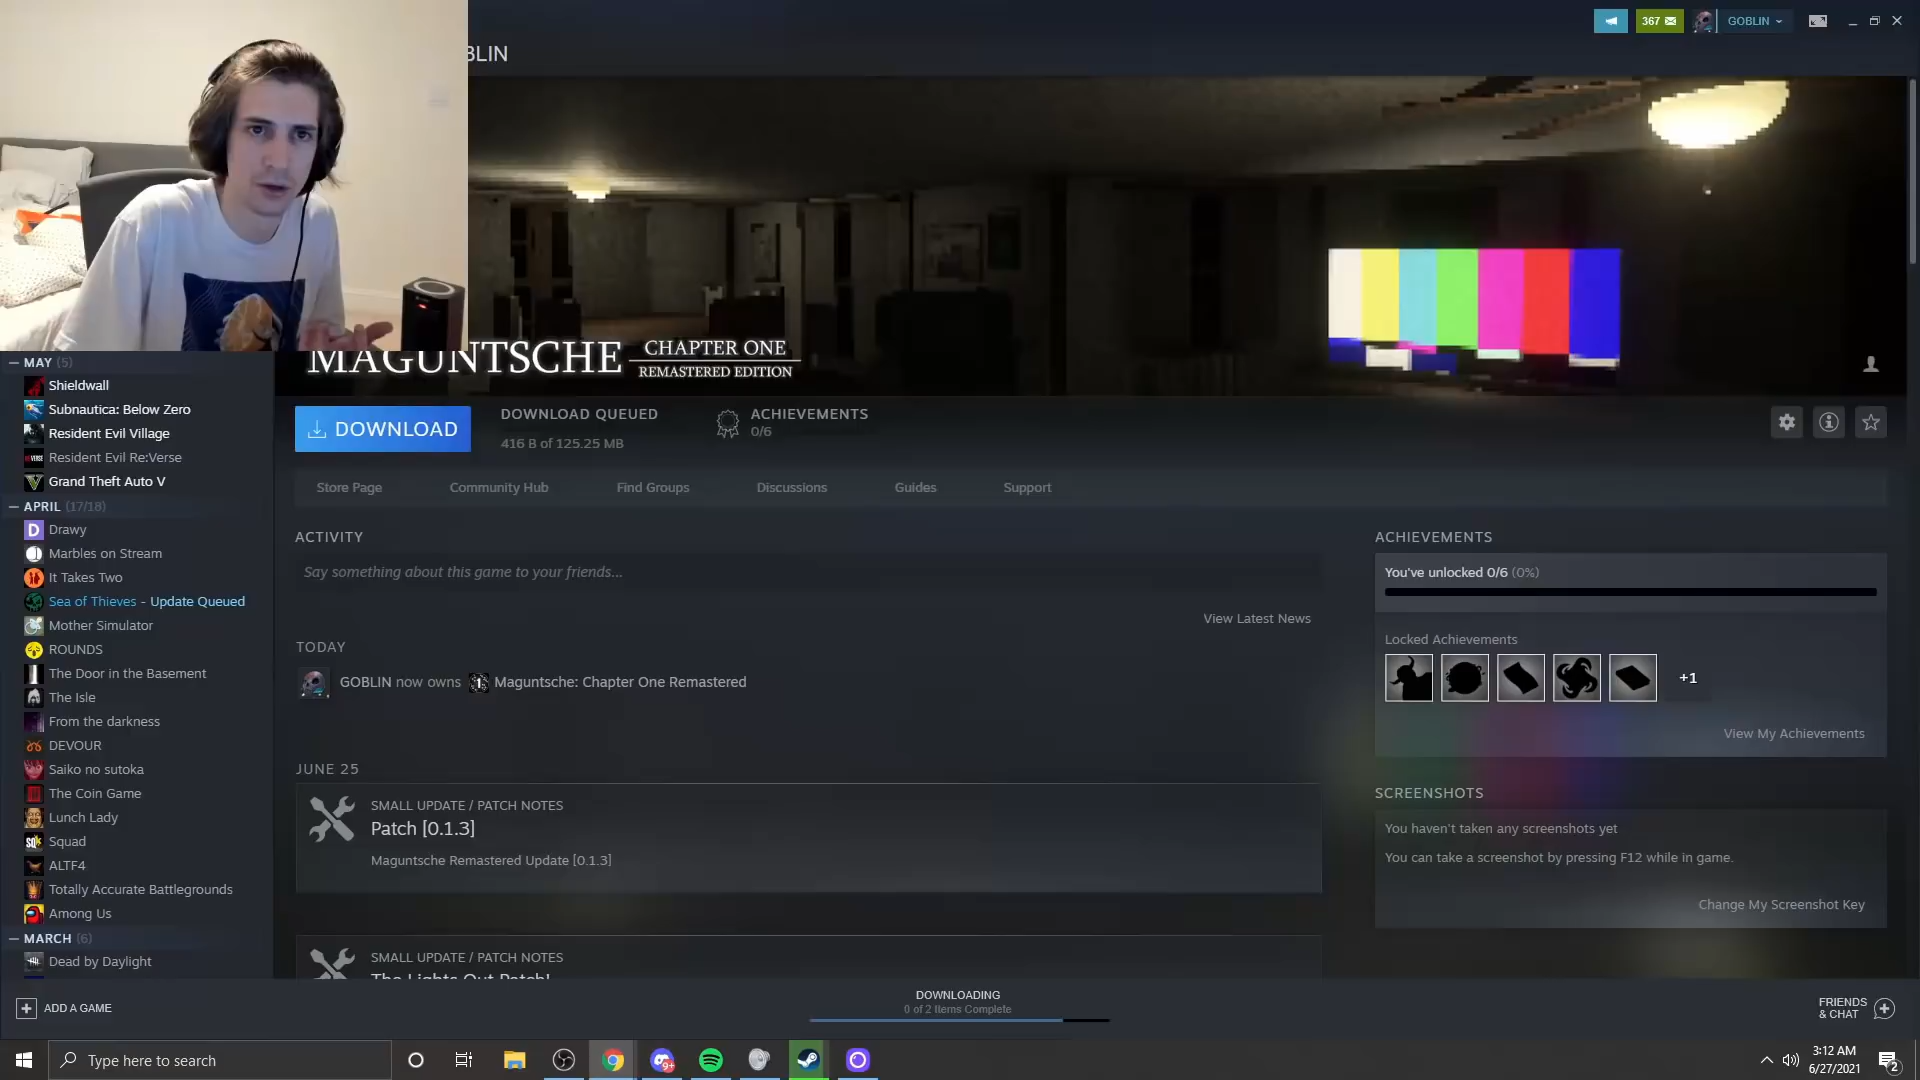 367
GOBLIN
BLIN
MAGUNTSCHE
CHAPTER ONE
REMASTERED EDITION
DOWNLOAD
DOWNLOAD QUEUED
416 B of 125.25 MB
ACHIEVEMENTS
0/6
Store Page
Community Hub
Find Groups
Discussions
Guides
Support
MAY (5)
Shieldwall
Subnautica: Below Zero
Resident Evil Village
Resident Evil Re:Verse
Grand Theft Auto V
APRIL (17/18)
Drawy
Marbles on Stream
It Takes Two
Sea of Thieves - Update Queued
Mother Simulator
ROUNDS
The Door in the Basement
The Isle
From the darkness
DEVOUR
Saiko no sutoka
The Coin Game
Lunch Lady
Squad
ALTF4
Totally Accurate Battlegrounds
Among Us
MARCH (6)
Dead by Daylight
ACTIVITY
Say something about this game to your friends...
View Latest News
TODAY
GOBLIN now owns Maguntsche: Chapter One Remastered
JUNE 25
SMALL UPDATE / PATCH NOTES
Patch [0.1.3]
Maguntsche Remastered Update [0.1.3]
SMALL UPDATE / PATCH NOTES
The Lights Out Patch!
ACHIEVEMENTS
You've unlocked 0/6 (0%)
Locked Achievements
+1
View My Achievements
SCREENSHOTS
You haven't taken any screenshots yet
You can take a screenshot by pressing F12 while in game.
Change My Screenshot Key
ADD A GAME
DOWNLOADING
0 of 2 Items Complete
FRIENDS
& CHAT
Type here to search
9+
3:12 AM
6/27/2021
2